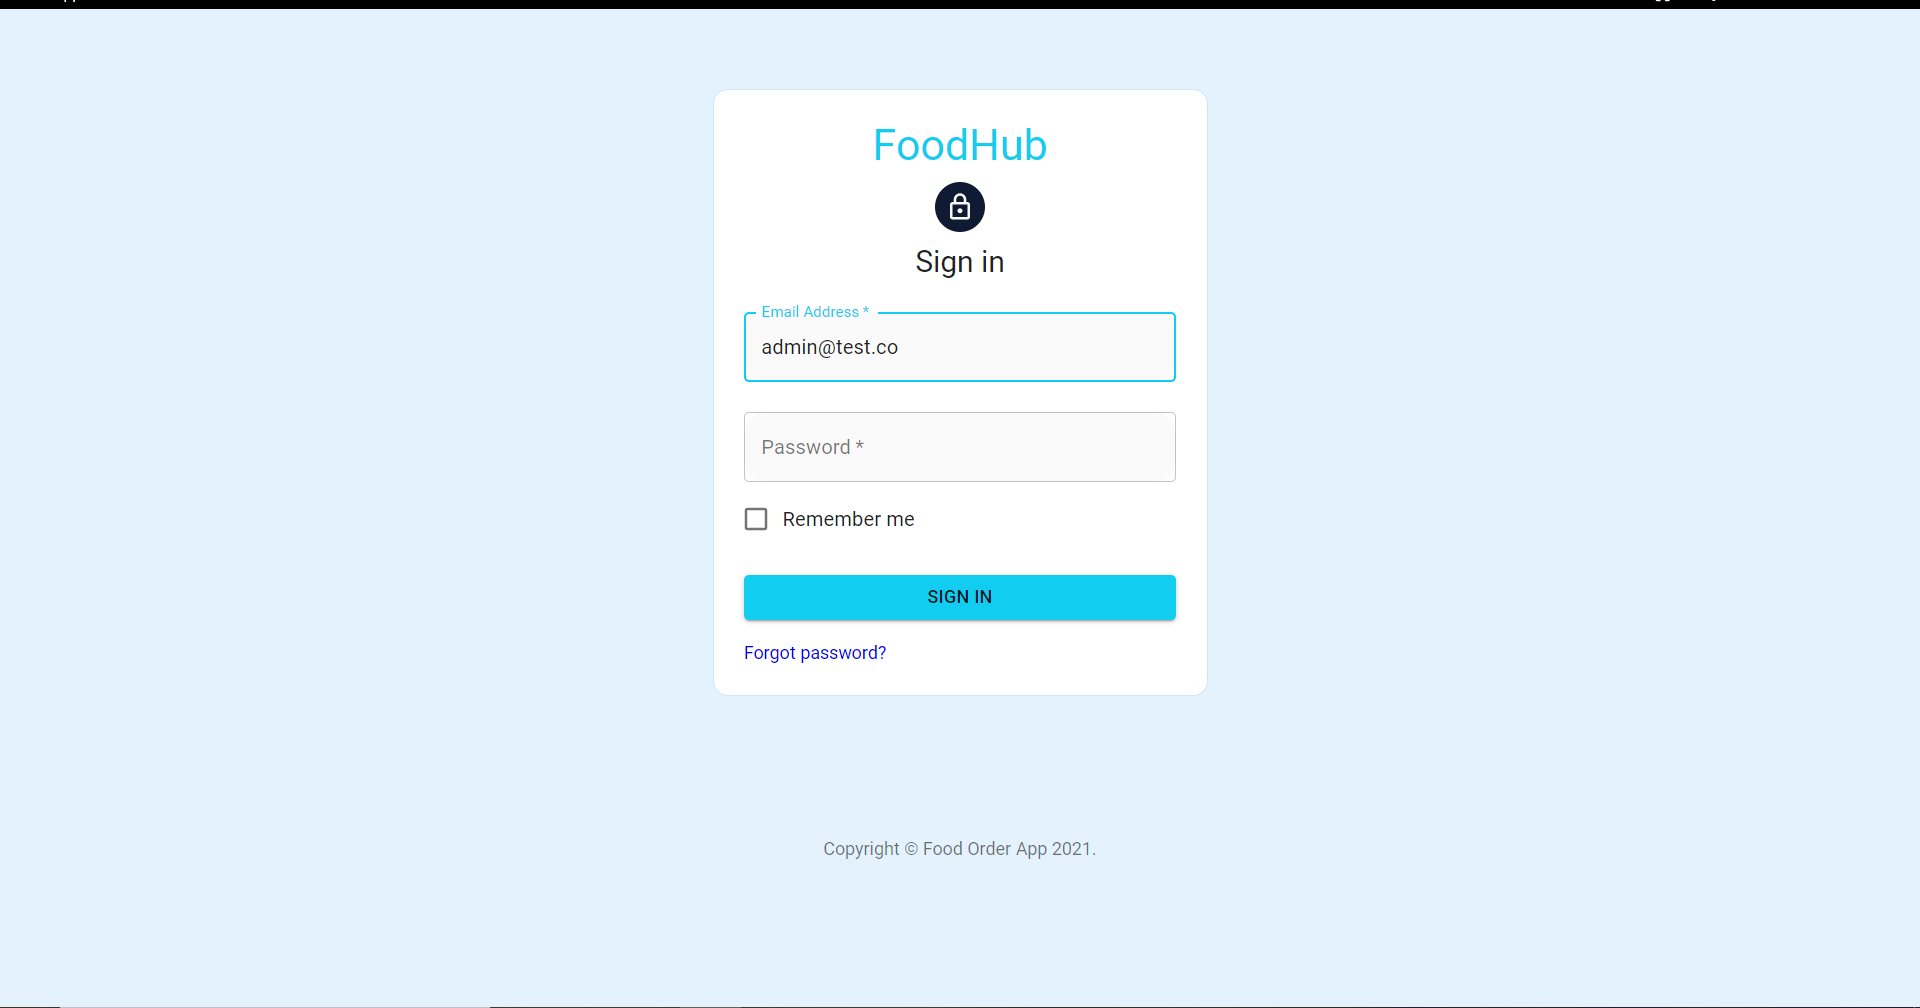 FoodHub
Sign in
Email Address *
admin@test.co
Password *
Remember me
SIGN IN
Forgot password?
Copyright © Food Order App 2021.